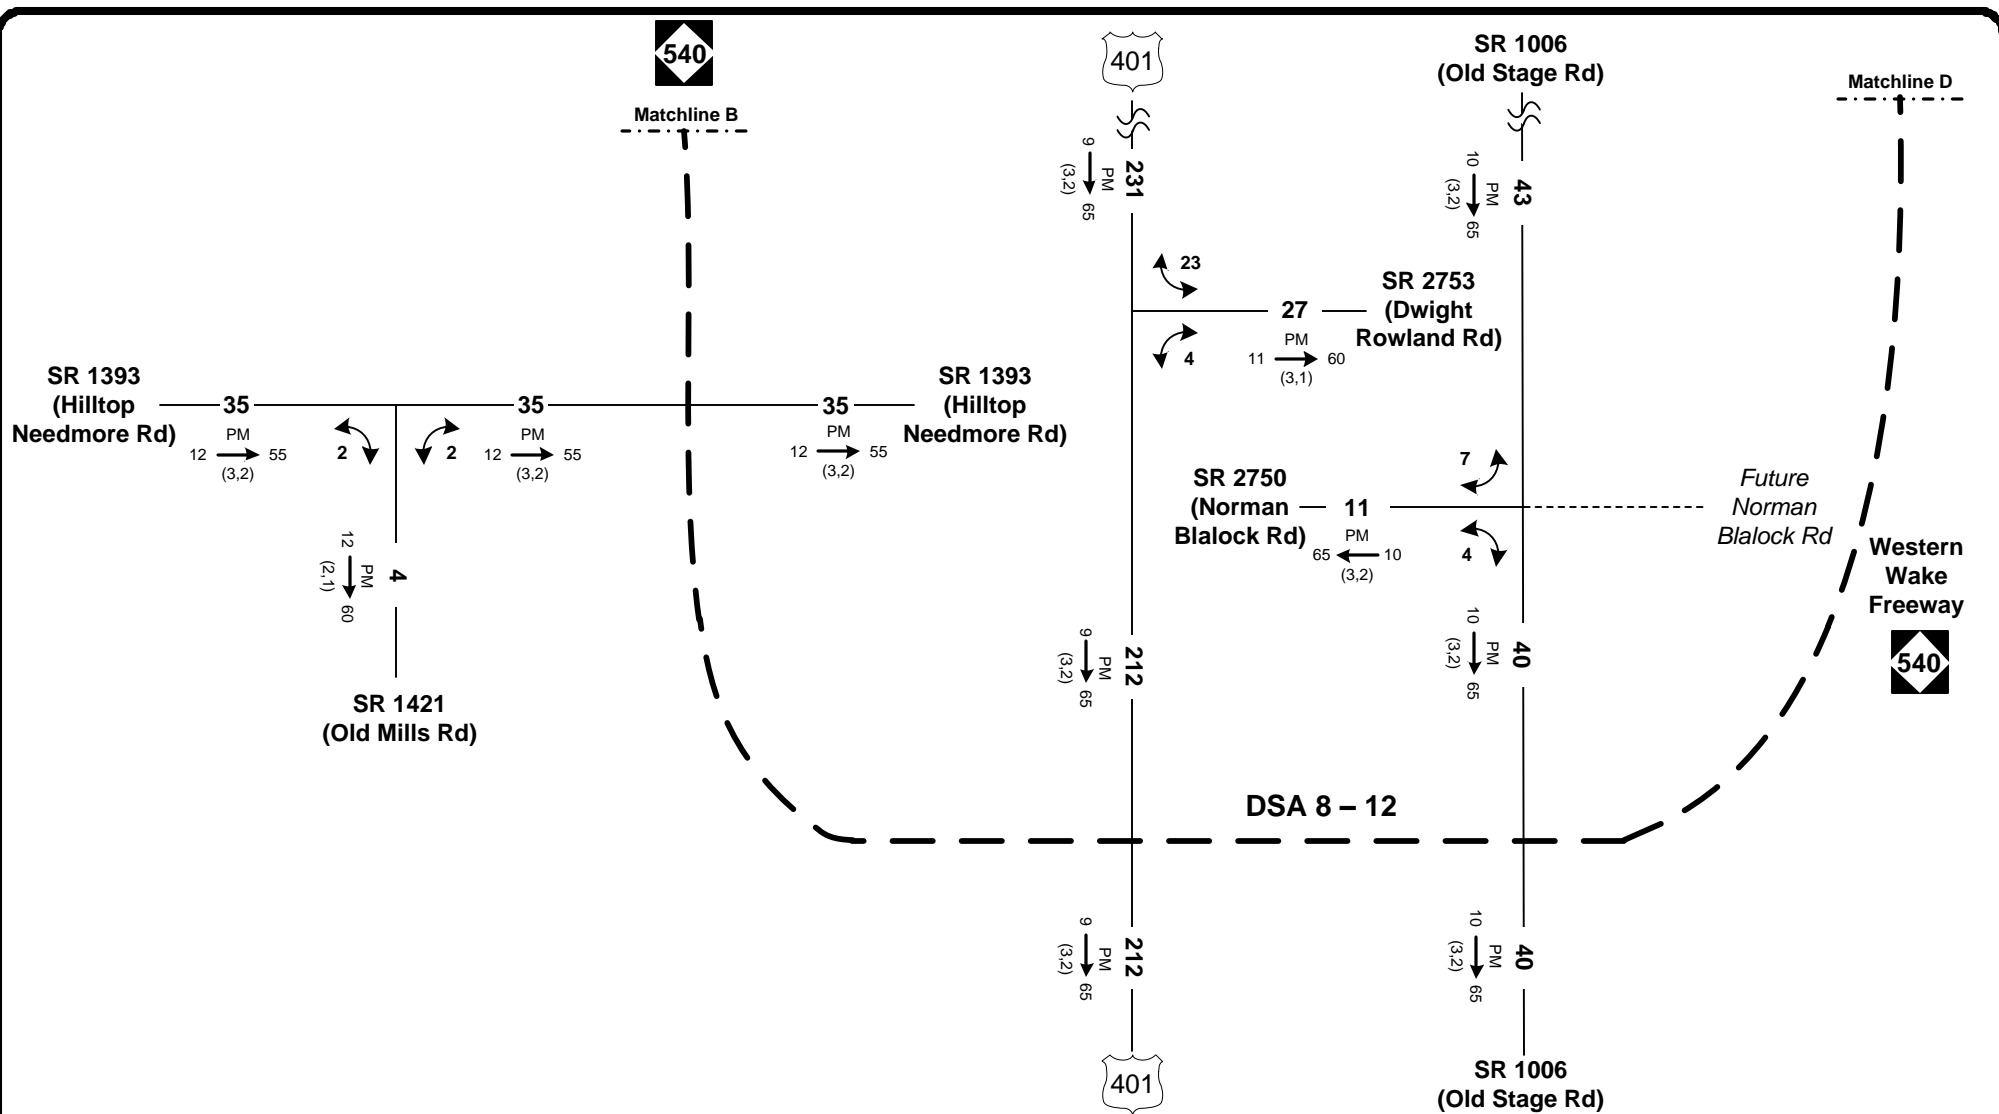 540
Matchline B
401
SR 1006
(Old Stage Rd)
Matchline D
9 PM 65
(3,2)
231
10 PM 65
(3,2)
43
23
SR 2753
(Dwight
Rowland Rd)
27
PM
11 60
(3,1)
4
SR 1393
(Hilltop
Needmore Rd)
35
PM
12 55
(3,2)
2
2
35
PM
12 55
(3,2)
35
PM
12 55
(3,2)
SR 1393
(Hilltop
Needmore Rd)
12 PM 60
(2,1)
4
SR 1421
(Old Mills Rd)
7
SR 2750
(Norman
Blalock Rd)
11
PM
65 10
(3,2)
4
Future
Norman
Blalock Rd
Western
Wake
Freeway
540
9 PM 65
(3,2)
212
10 PM 65
(3,2)
40
DSA 8 – 12
9 PM 65
(3,2)
212
10 PM 65
(3,2)
40
401
SR 1006
(Old Stage Rd)